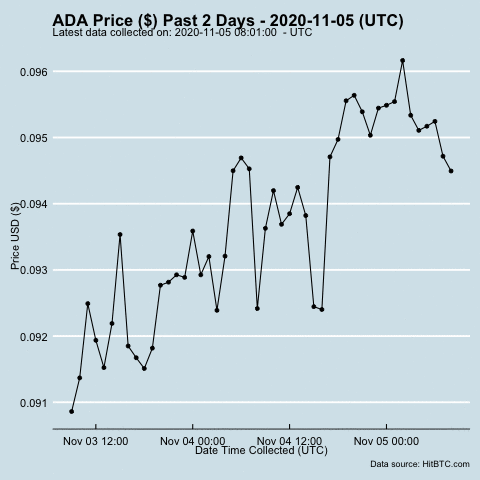 ADA Price ($) Past 2 Days - 2020-11-05 (UTC)
Latest data collected on: 2020-11-05 08:01:00  - UTC
0.096
0.095
0.094
Price USD ($)
0.093
0.092
0.091
Nov 03 12:00 Nov 04 00:00 Nov 04 12:00 Nov 05 00:00
Date Time Collected (UTC)
Data source: HitBTC.com